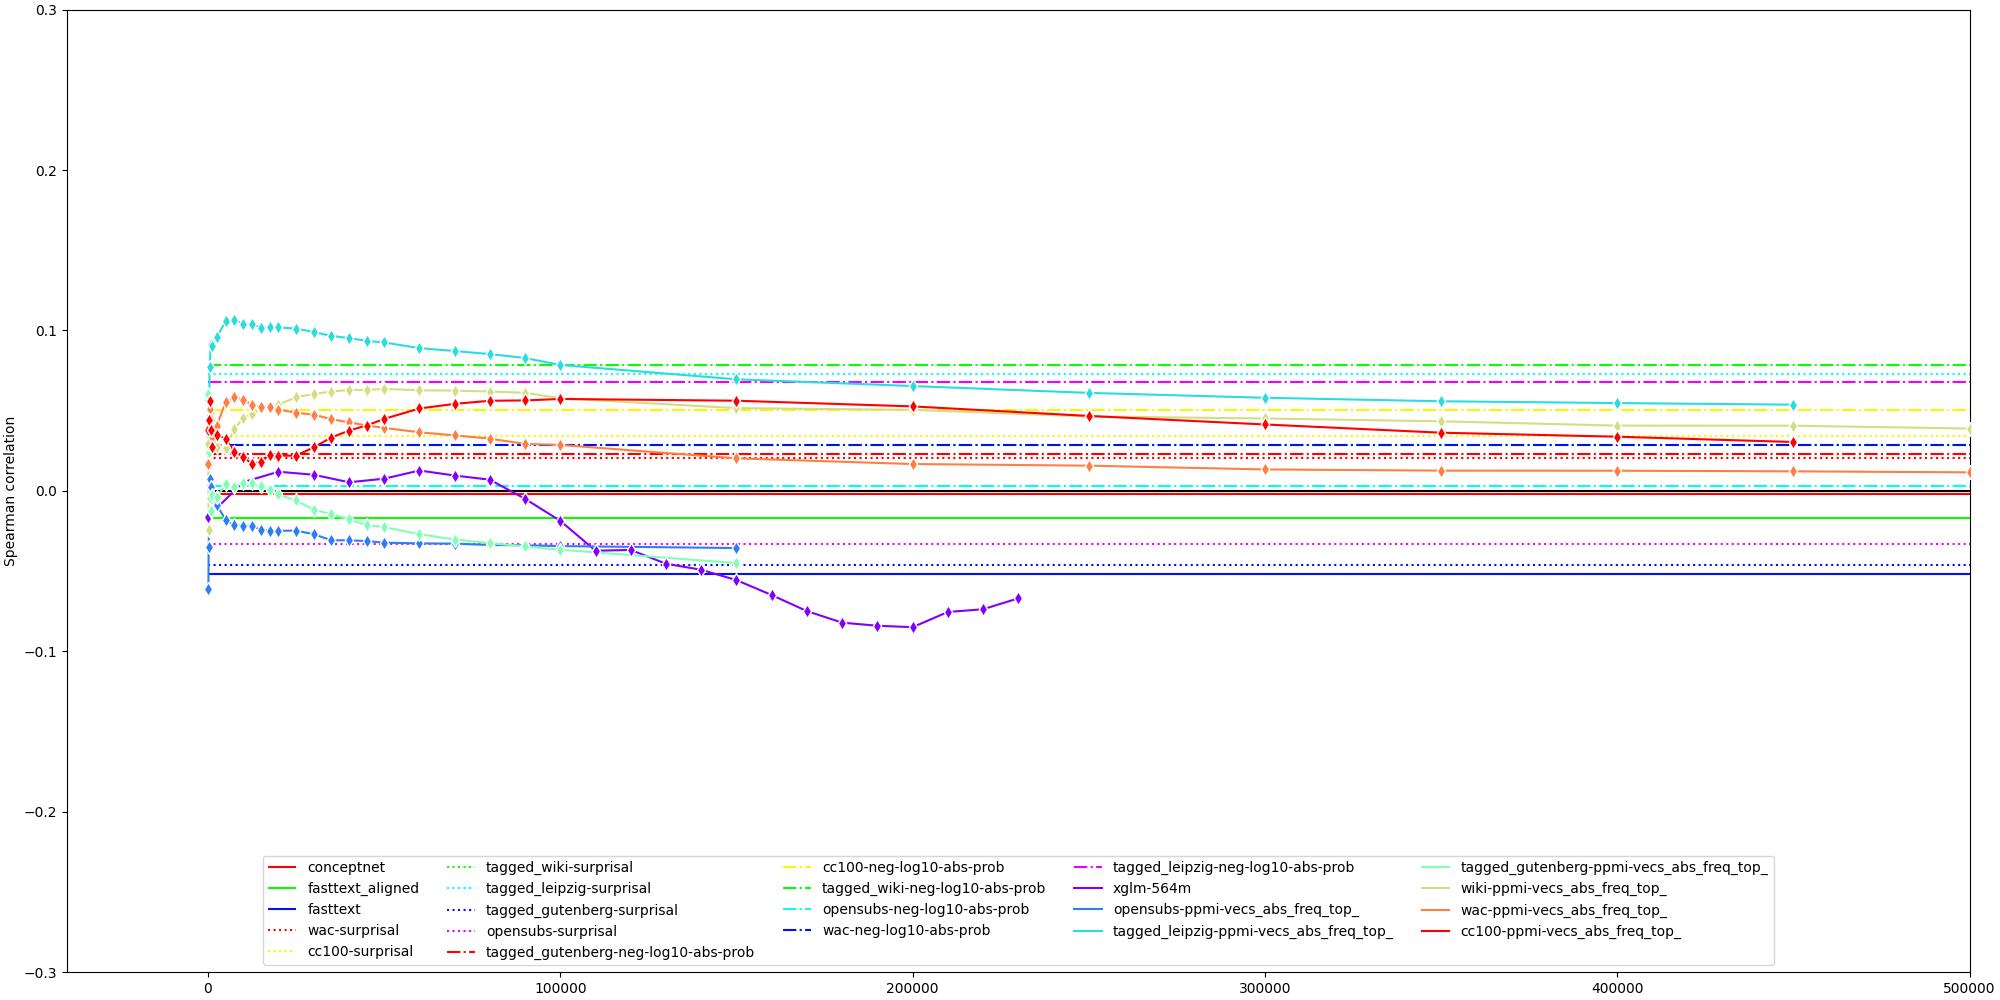 0.3
0.2
0.1
0.0
−0.1
−0.2
−0.3
Spearman correlation
0
100000
200000
300000
400000
500000
conceptnet
fasttext_aligned
fasttext
wac-surprisal
cc100-surprisal
tagged_wiki-surprisal
tagged_leipzig-surprisal
tagged_gutenberg-surprisal
opensubs-surprisal
tagged_gutenberg-neg-log10-abs-prob
cc100-neg-log10-abs-prob
tagged_wiki-neg-log10-abs-prob
opensubs-neg-log10-abs-prob
wac-neg-log10-abs-prob
tagged_leipzig-neg-log10-abs-prob
xglm-564m
opensubs-ppmi-vecs_abs_freq_top_
tagged_leipzig-ppmi-vecs_abs_freq_top_
tagged_gutenberg-ppmi-vecs_abs_freq_top_
wiki-ppmi-vecs_abs_freq_top_
wac-ppmi-vecs_abs_freq_top_
cc100-ppmi-vecs_abs_freq_top_